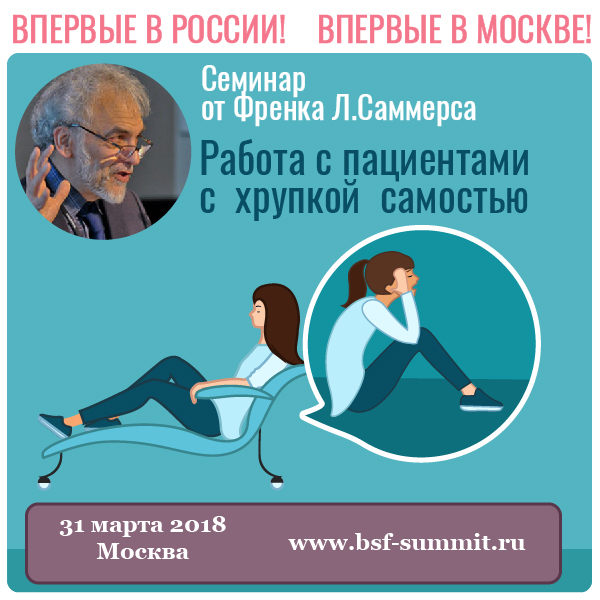 ВПЕРВЫЕ В РОССИИ! ВПЕРВЫЕ В МОСКВЕ!
Семинар
от Френка Л.Саммерса
Работа с пациентами
с хрупкой самостью
31 марта 2018
Москва
www.bsf-summit.ru